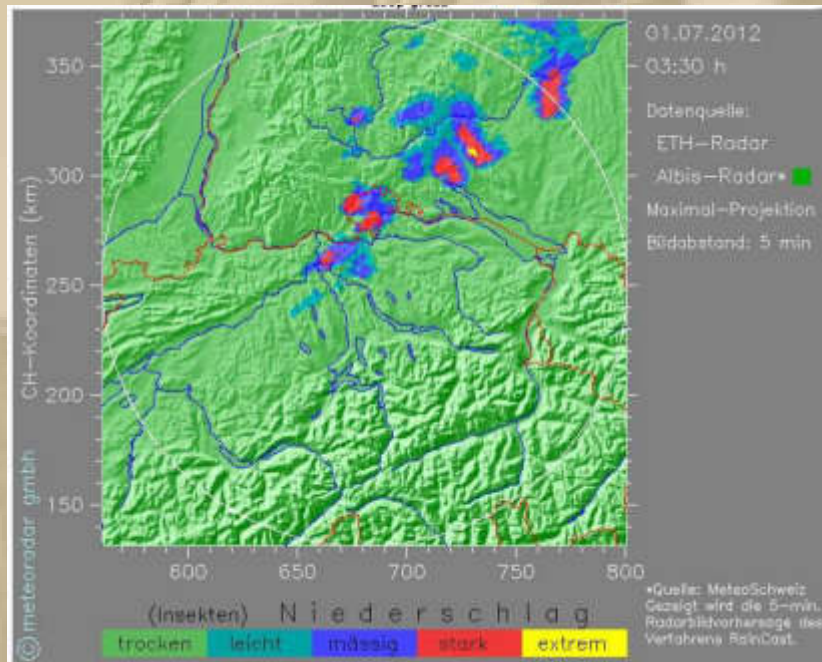 350
300
250
200
150
CH-Koordinaten (km)
© meteoradar gmbh
600 650 700 750 800
01.07.2012
03:30 h
Datenquelle:
ETH-Radar
Albis-Radar*
Maximal-Projektion
Bildabstand: 5 min
(Insekten) Niederschlag
trocken leicht mässig stark extrem
*Quelle: MeteoSchweiz
Gezeigt wird die 5-min.
Radarbildvorhersage des
Verfahrens RainCast.